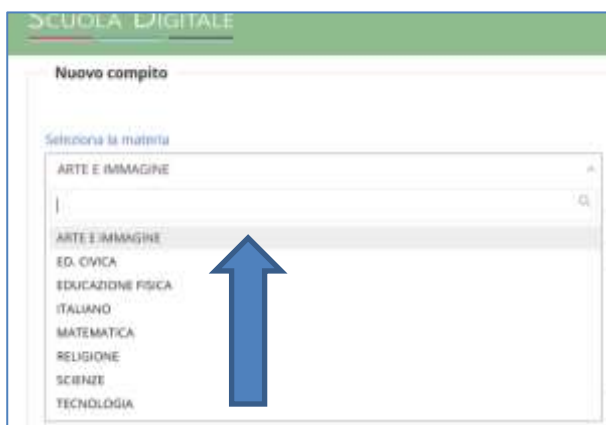 SCUOLA DIGITALE
Nuovo compito
Seleziona la materia
ARTE E IMMAGINE
ARTE E IMMAGINE
ED. CIVICA
EDUCAZIONE FISICA
ITALIANO
MATEMATICA
RELIGIONE
SCIENZE
TECNOLOGIA